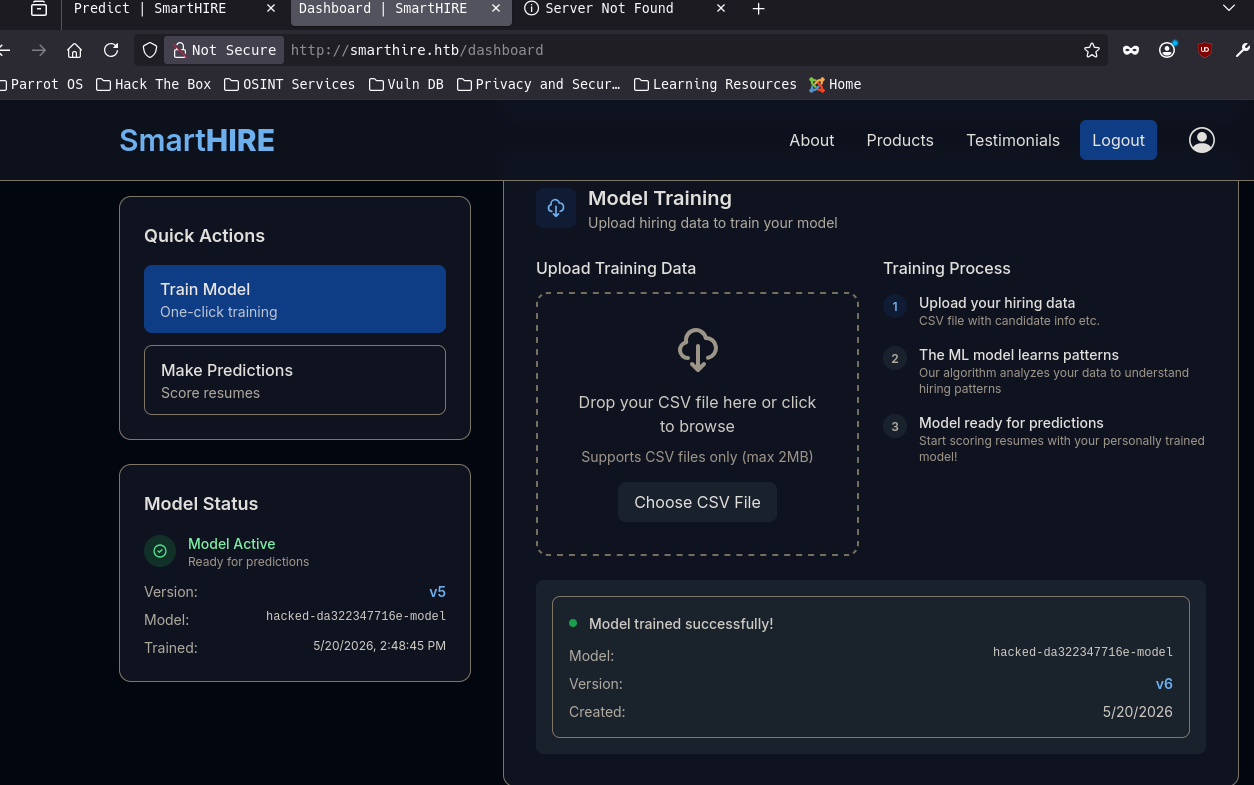 Predict | SmartHIRE
Dashboard | SmartHIRE
Server Not Found
Not Secure
http://smarthire.htb/dashboard
Parrot OS
Hack The Box
OSINT Services
Vuln DB
Privacy and Secur…
Learning Resources
Home
SmartHIRE
About
Products
Testimonials
Logout
Quick Actions
Train Model
One-click training
Make Predictions
Score resumes
Model Status
Model Active
Ready for predictions
Version: v5
Model: hacked-da322347716e-model
Trained: 5/20/2026, 2:48:45 PM
Model Training
Upload hiring data to train your model
Upload Training Data
Drop your CSV file here or click
to browse
Supports CSV files only (max 2MB)
Choose CSV File
Training Process
1
Upload your hiring data
CSV file with candidate info etc.
2
The ML model learns patterns
Our algorithm analyzes your data to understand
hiring patterns
3
Model ready for predictions
Start scoring resumes with your personally trained
model!
Model trained successfully!
Model: hacked-da322347716e-model
Version: v6
Created: 5/20/2026